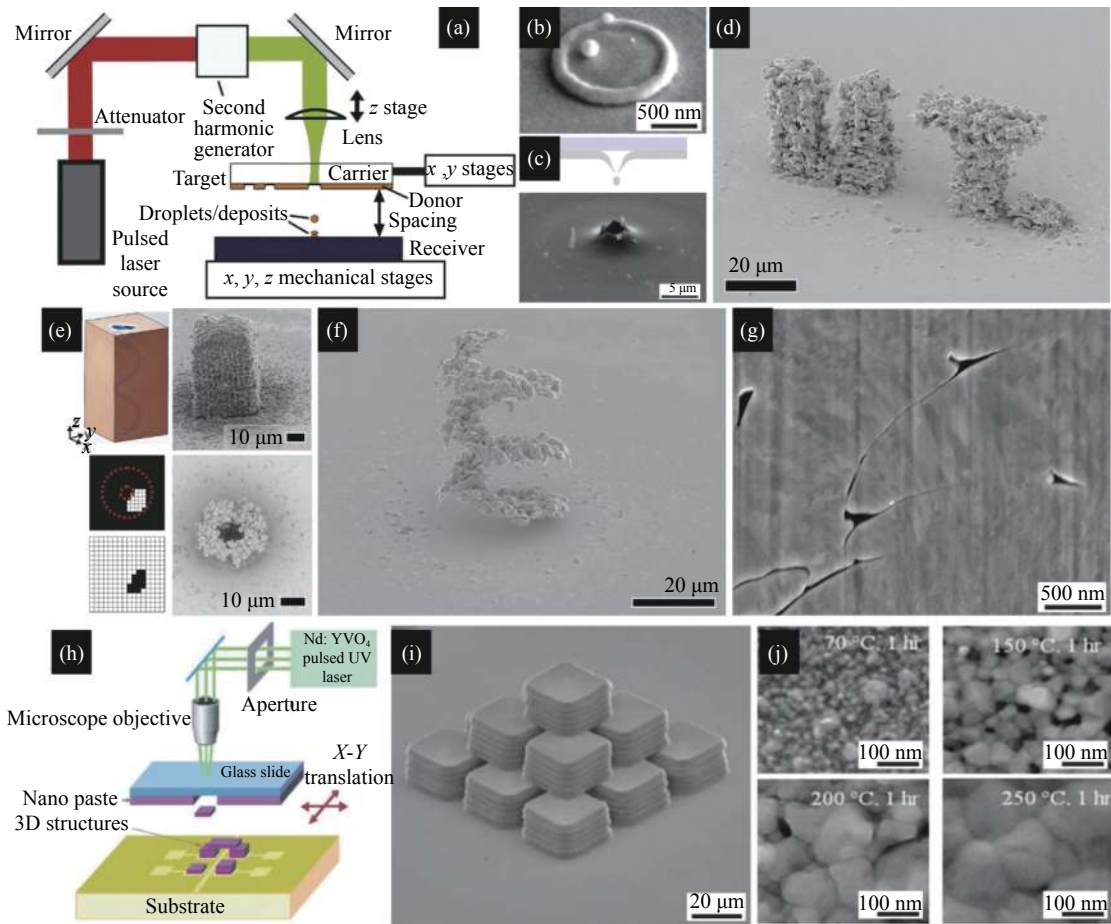 Mirror
Mirror
(a)
Second
harmonic
generator
Attenuator
z stage
Lens
Carrier
x ,y stages
Target
Donor
Spacing
Droplets/deposits
Receiver
Pulsed
laser
source
x, y, z mechanical stages
(b)
500 nm
(c)
5 μm
(d)
20 μm
(e)
z
y
x
10 μm
10 μm
(f)
20 μm
(g)
500 nm
(h)
Nd: YVO4
pulsed UV
laser
Aperture
Microscope objective
Glass slide
X-Y
translation
Nano paste
3D structures
Substrate
(i)
20 μm
(j)
70 °C. 1 hr
100 nm
150 °C. 1 hr
100 nm
200 °C. 1 hr
100 nm
250 °C. 1 hr
100 nm